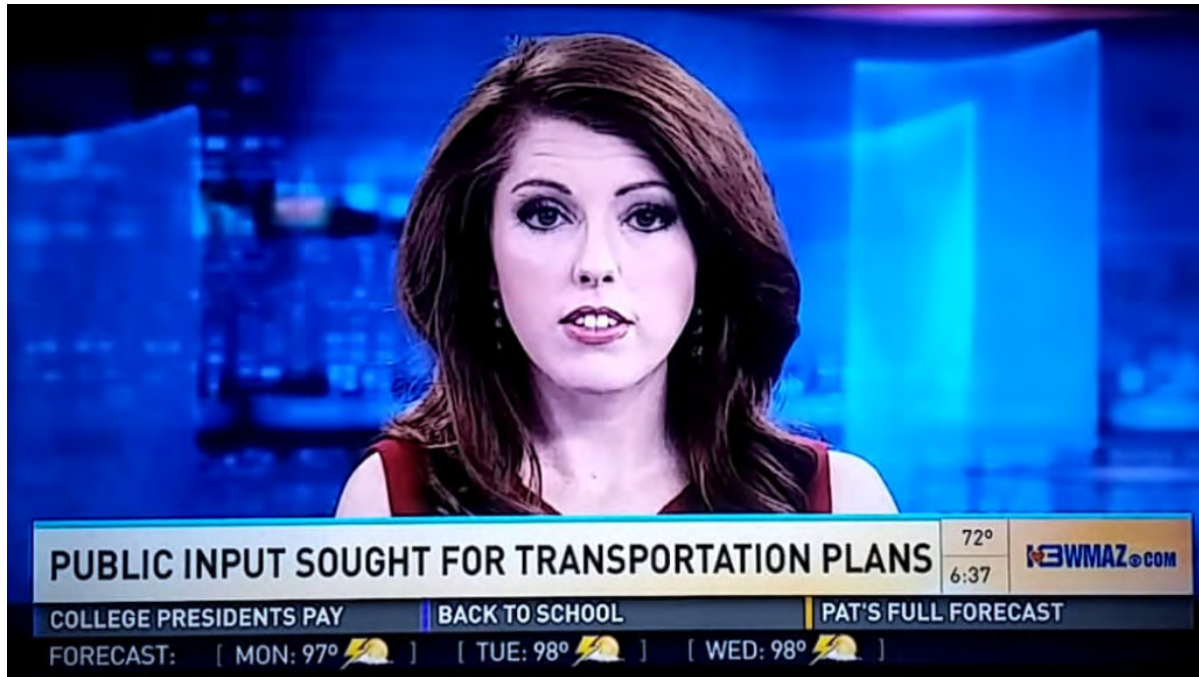 PUBLIC INPUT SOUGHT FOR TRANSPORTATION PLANS
72°
6:37
13WMAZ.COM
COLLEGE PRESIDENTS PAY
BACK TO SCHOOL
PAT'S FULL FORECAST
FORECAST: [ MON: 97° ] [ TUE: 98° ] [ WED: 98° ]